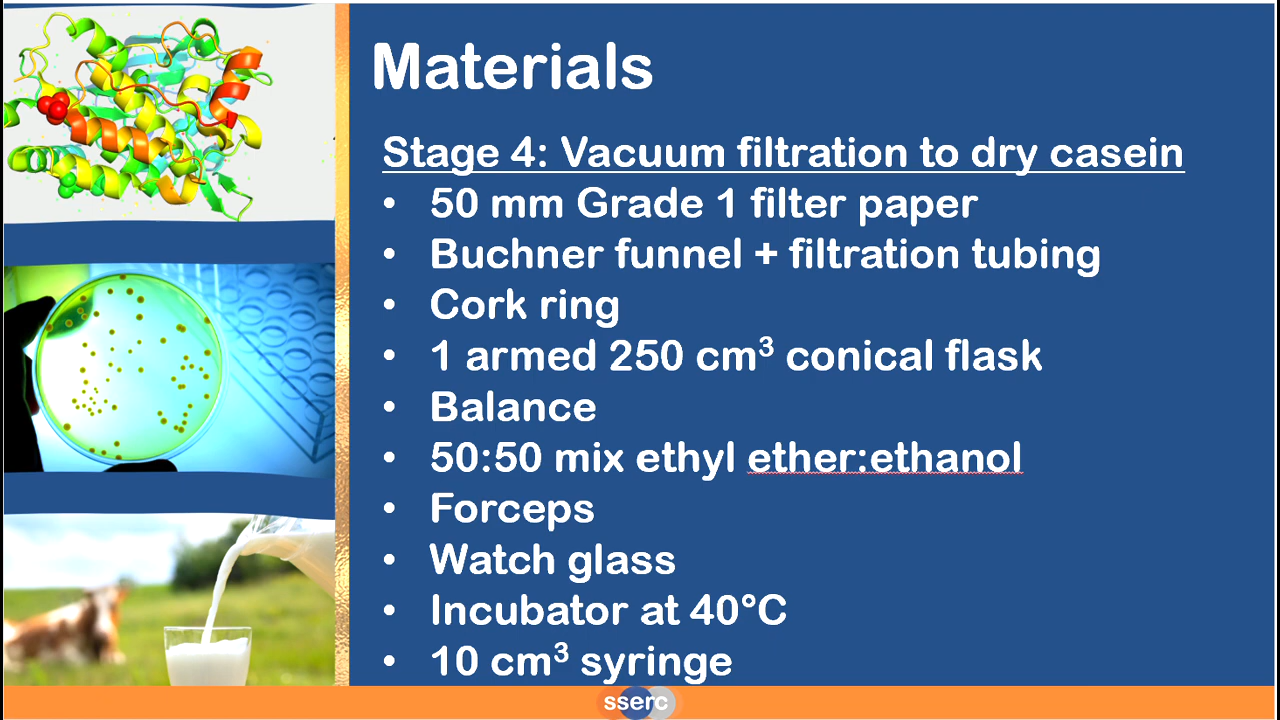 Materials
Stage 4: Vacuum filtration to dry casein
• 50 mm Grade 1 filter paper
• Buchner funnel + filtration tubing
• Cork ring
• 1 armed 250 cm³ conical flask
• Balance
• 50:50 mix ethyl ether:ethanol
• Forceps
• Watch glass
• Incubator at 40°C
• 10 cm³ syringe
sserc